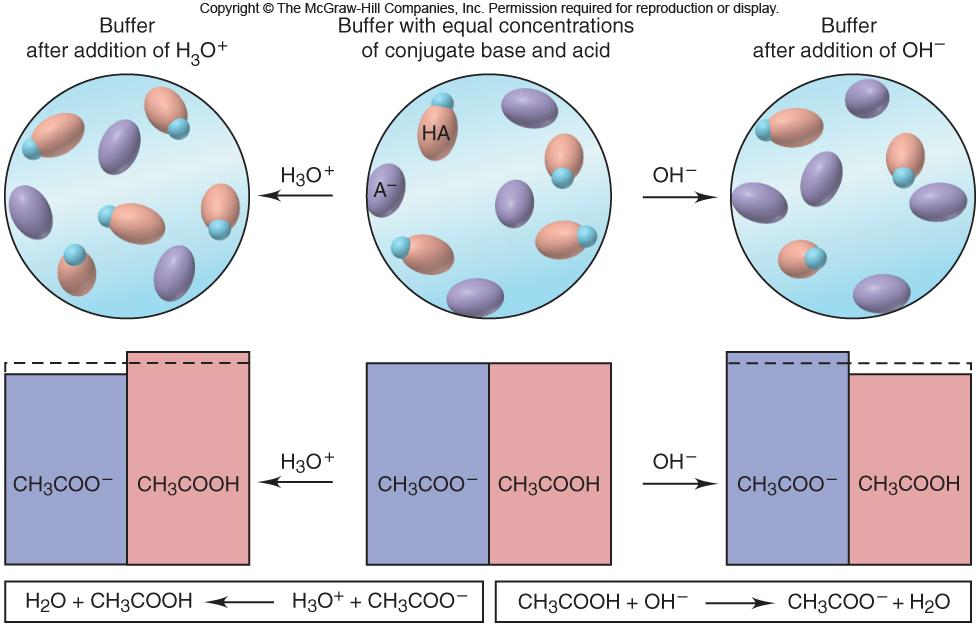 Copyright © The McGraw-Hill Companies, Inc. Permission required for reproduction or display.
Buffer
after addition of H₃O⁺
Buffer with equal concentrations
of conjugate base and acid
Buffer
after addition of OH⁻
HA
A⁻
H₃O⁺
OH⁻
H₃O⁺
OH⁻
CH₃COO⁻
CH₃COOH
CH₃COO⁻
CH₃COOH
CH₃COO⁻
CH₃COOH
H₂O + CH₃COOH ← H₃O⁺ + CH₃COO⁻
CH₃COOH + OH⁻ → CH₃COO⁻ + H₂O